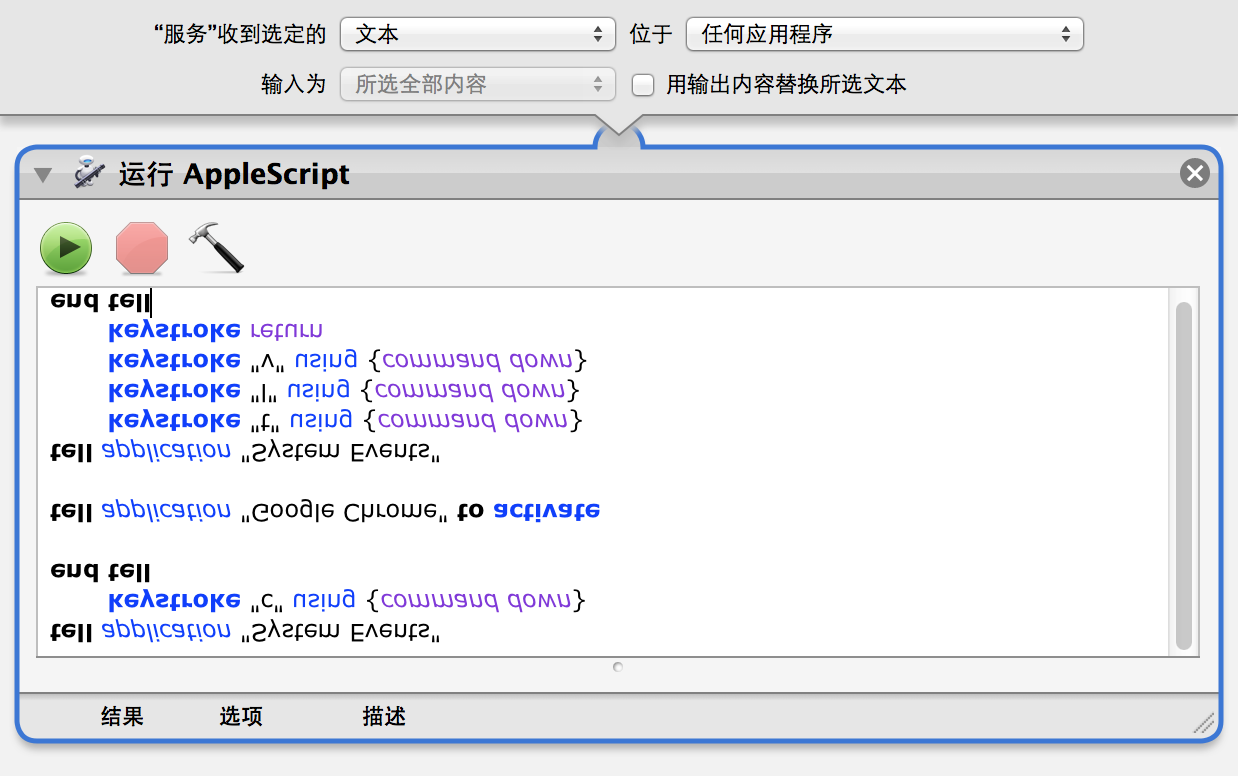 “服务”收到选定的 文本 位于 任何应用程序
输入为 所选全部内容 用输出内容替换所选文本
运行 AppleScript
tell application "System Events"
keystroke "c" using {command down}
end tell
tell application "Google Chrome" to activate
tell application "System Events"
keystroke "t" using {command down}
keystroke "l" using {command down}
keystroke "v" using {command down}
keystroke return
end tell
结果 选项 描述